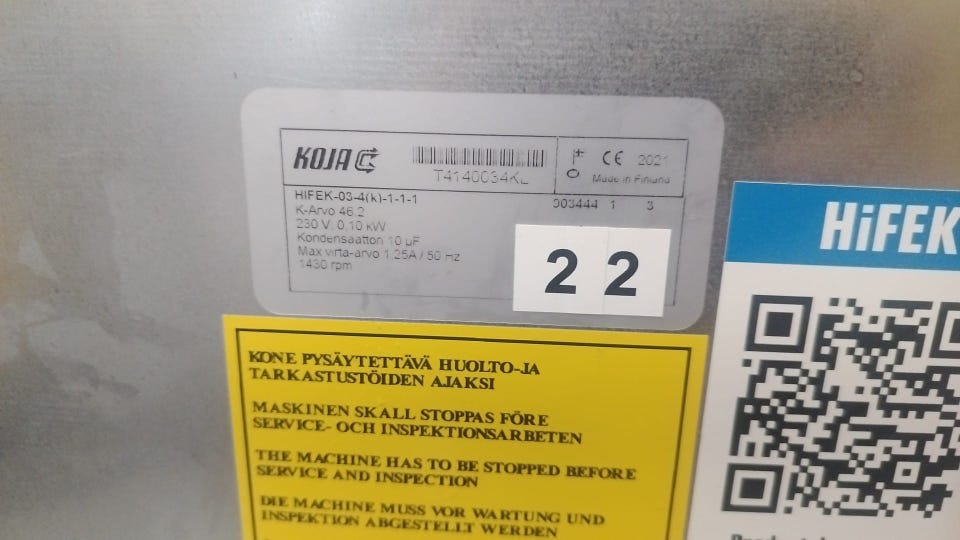 KOJA
T4140034KL
CE 2021
Made in Finland
HIFEK-03-4(k)-1-1-1
003444 1 3
K-Arvo 46.2
230 V, 0,10 kW
Kondensaattori 10 µF
Max virta-arvo 1,25A / 50 Hz
1430 rpm
2 2
HiFEK
KONE PYSÄYTETTÄVÄ HUOLTO-JA
TARKASTUSTÖIDEN AJAKSI
MASKINEN SKALL STOPPAS FÖRE
SERVICE- OCH INSPEKTIONSARBETEN
THE MACHINE HAS TO BE STOPPED BEFORE
SERVICE AND INSPECTION
DIE MACHINE MUSS VOR WARTUNG UND
INSPEKTION ABGESTELLT WERDEN